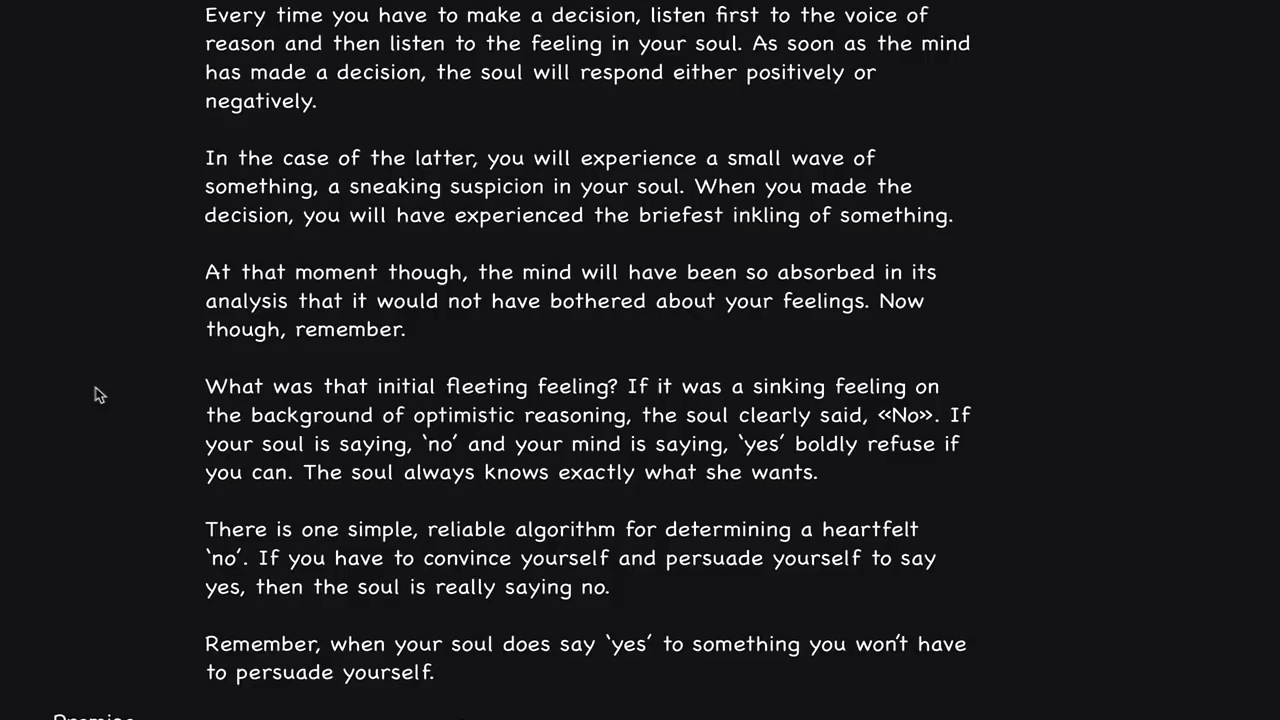 Every time you have to make a decision, listen first to the voice of
reason and then listen to the feeling in your soul. As soon as the mind
has made a decision, the soul will respond either positively or
negatively.
In the case of the latter, you will experience a small wave of
something, a sneaking suspicion in your soul. When you made the
decision, you will have experienced the briefest inkling of something.
At that moment though, the mind will have been so absorbed in its
analysis that it would not have bothered about your feelings. Now
though, remember.
What was that initial fleeting feeling? If it was a sinking feeling on
the background of optimistic reasoning, the soul clearly said, «No». If
your soul is saying, ‘no’ and your mind is saying, ‘yes’ boldly refuse if
you can. The soul always knows exactly what she wants.
There is one simple, reliable algorithm for determining a heartfelt
‘no’. If you have to convince yourself and persuade yourself to say
yes, then the soul is really saying no.
Remember, when your soul does say ‘yes’ to something you won’t have
to persuade yourself.